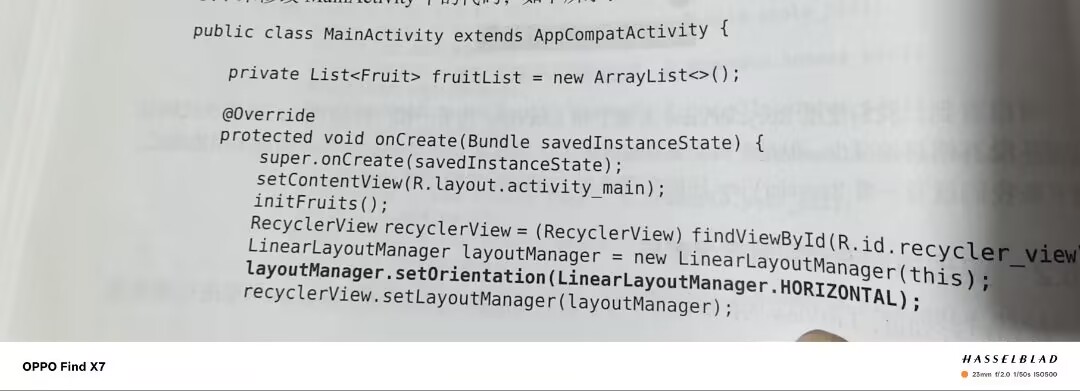 MainActivity
public class MainActivity extends AppCompatActivity {
private List<Fruit> fruitList = new ArrayList<>();
@Override
protected void onCreate(Bundle savedInstanceState) {
super.onCreate(savedInstanceState);
setContentView(R.layout.activity_main);
initFruits();
RecyclerView recyclerView = (RecyclerView) findViewById(R.id.recycler_view
LinearLayoutManager layoutManager = new LinearLayoutManager(this);
layoutManager.setOrientation(LinearLayoutManager.HORIZONTAL);
recyclerView.setLayoutManager(layoutManager);
OPPO Find X7
HASSELBLAD
23mm f/2.0 1/50s ISO500